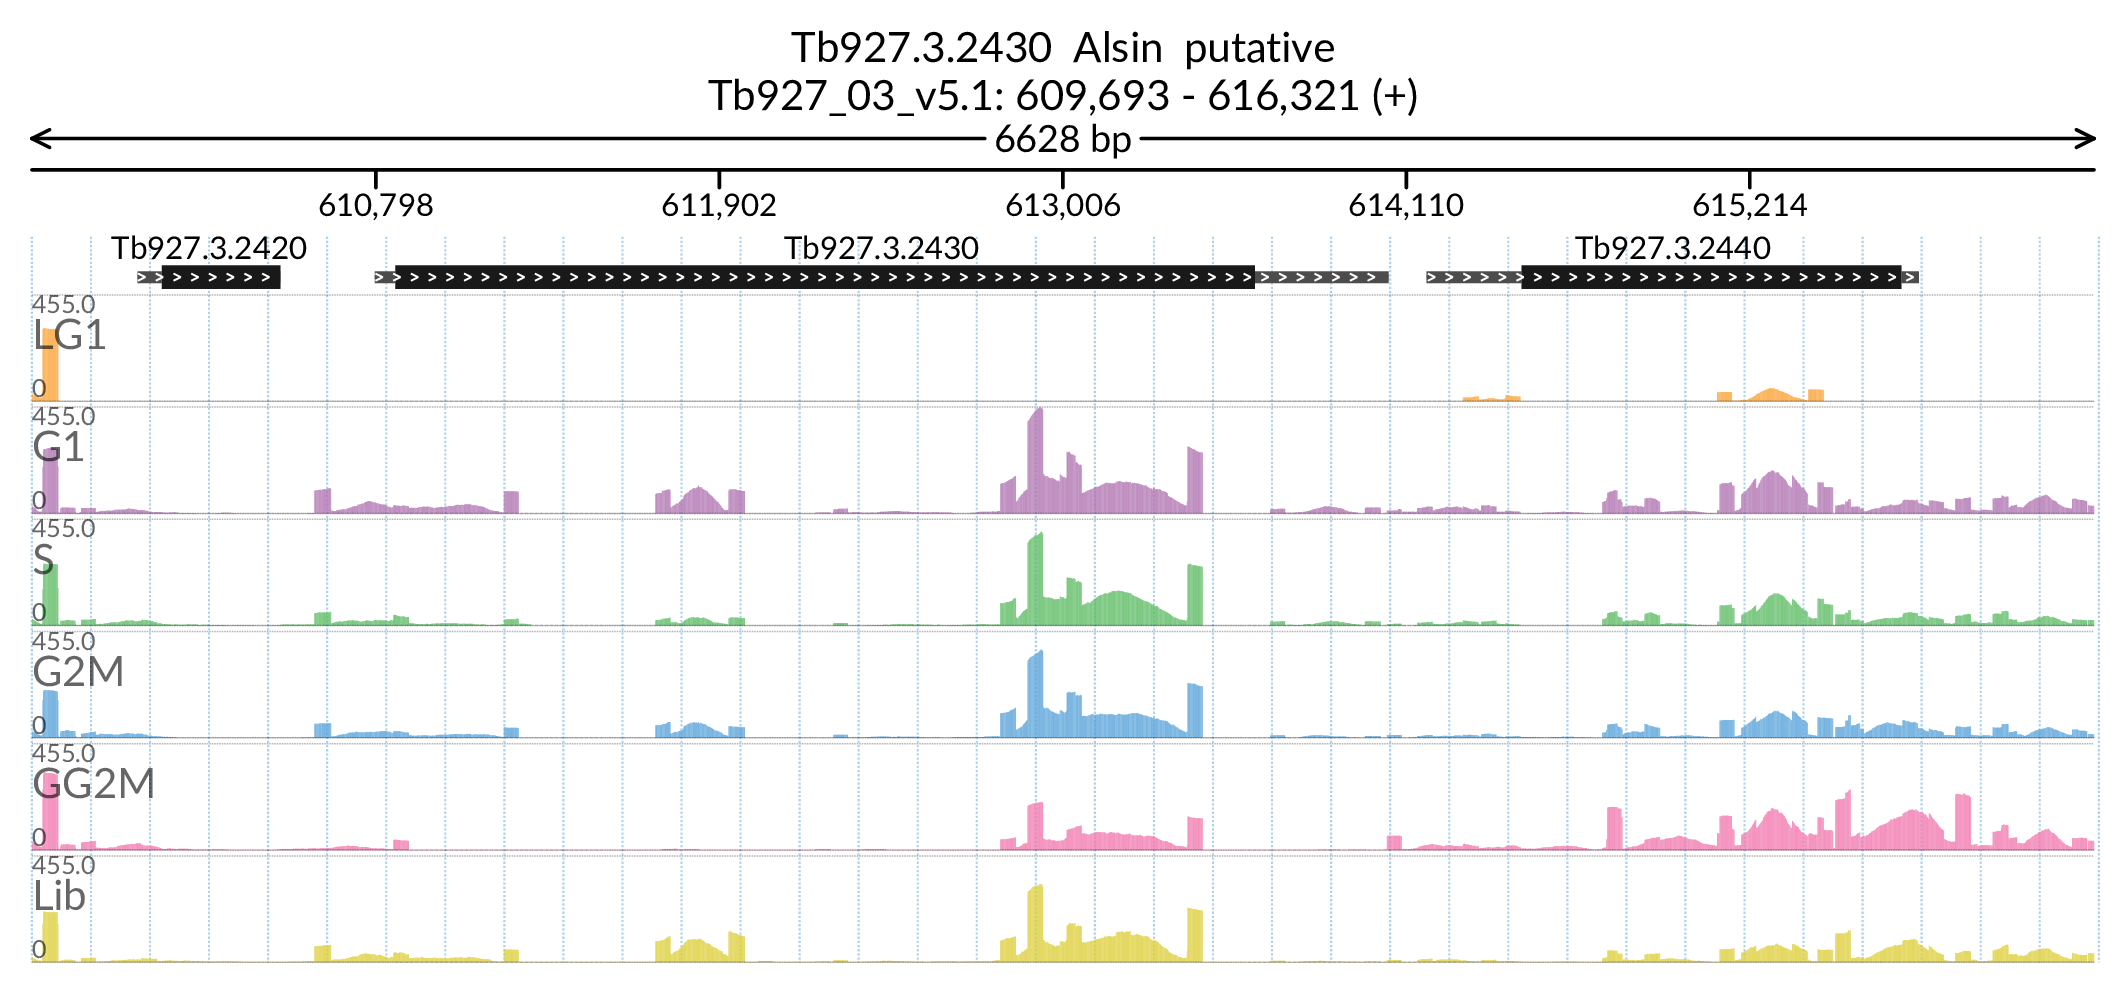 Tb927.3.2430 Alsin putative
Tb927_03_v5.1: 609,693 - 616,321 (+)
6628 bp
610,798 611,902 613,006 614,110 615,214
Tb927.3.2420 Tb927.3.2430 Tb927.3.2440
455.0
LG1
0
455.0
G1
0
455.0
S
0
455.0
G2M
0
455.0
GG2M
0
455.0
Lib
0